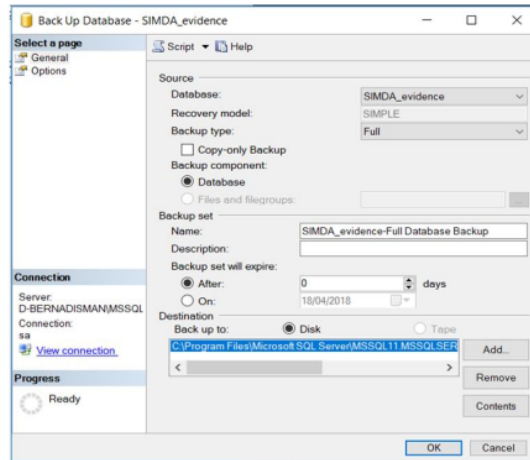 Back Up Database - SIMDA_evidence
Select a page
General
Options
Script Help
Source
Database: SIMDA_evidence
Recovery model: SIMPLE
Backup type: Full
Copy-only Backup
Backup component:
Database
Files and filegroups:
Backup set
Name: SIMDA_evidence-Full Database Backup
Description:
Backup set will expire:
After: 0 days
On: 18/04/2018
Destination
Back up to: Disk Tape
C:\Program Files\Microsoft SQL Server\MSSQL11.MSSQLSER
Add...
Remove
Contents
Connection
Server:
D-BERNADISMAN\MSSQL
Connection:
sa
View connection
Progress
Ready
OK Cancel